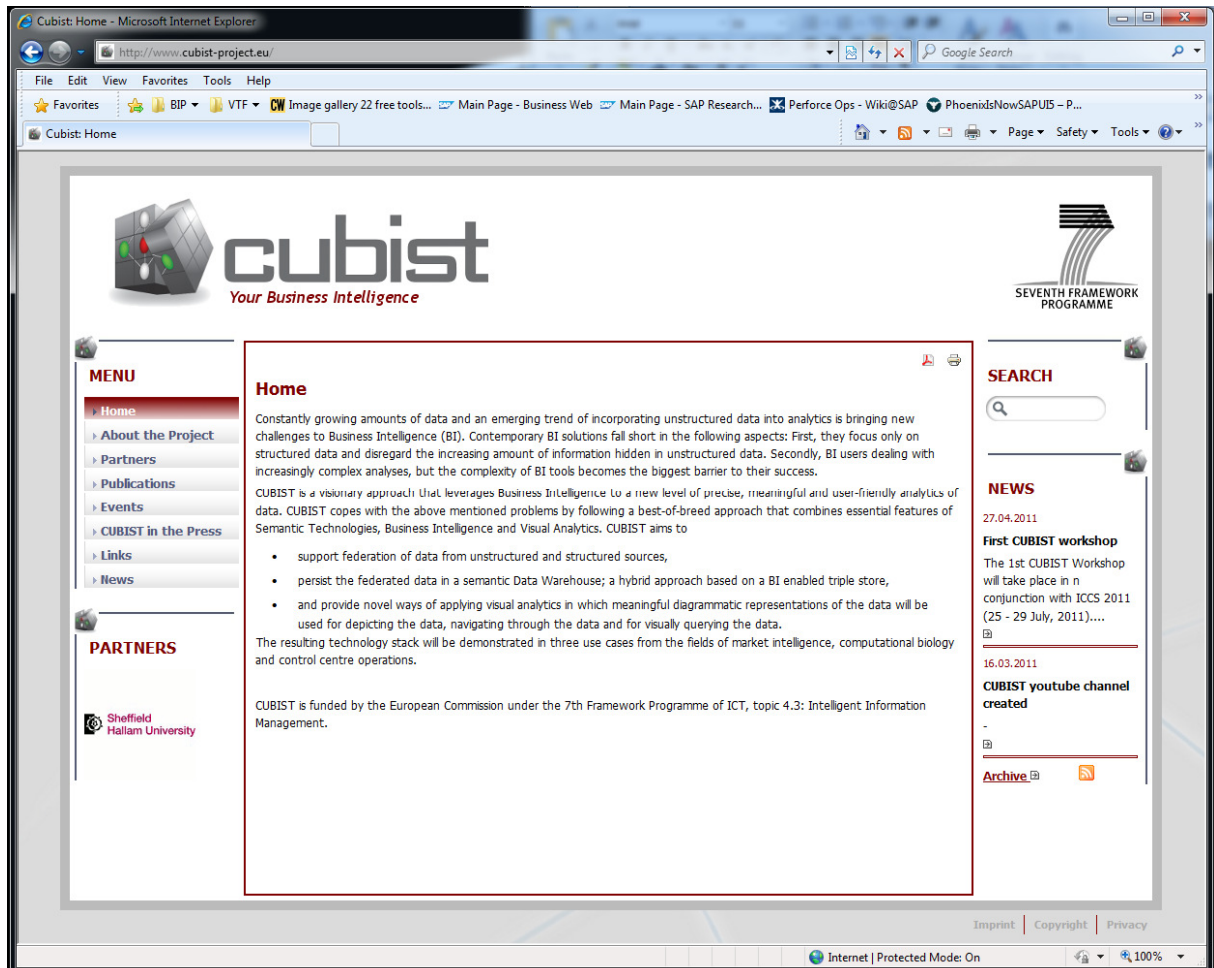 Cubist: Home - Microsoft Internet Explorer
http://www.cubist-project.eu/
Google Search
File Edit View Favorites Tools Help
Favorites BIP VTF CW Image gallery 22 free tools... Main Page - Business Web Main Page - SAP Research... Perforce Ops - Wiki@SAP PhoenixIsNowSAPUI5 – P...
Cubist: Home
Page Safety Tools
cubist
Your Business Intelligence
7
SEVENTH FRAMEWORK
PROGRAMME
MENU
Home
About the Project
Partners
Publications
Events
CUBIST in the Press
Links
News
PARTNERS
Sheffield
Hallam University
Home
Constantly growing amounts of data and an emerging trend of incorporating unstructured data into analytics is bringing new
challenges to Business Intelligence (BI). Contemporary BI solutions fall short in the following aspects: First, they focus only on
structured data and disregard the increasing amount of information hidden in unstructured data. Secondly, BI users dealing with
increasingly complex analyses, but the complexity of BI tools becomes the biggest barrier to their success.
CUBIST is a visionary approach that leverages Business Intelligence to a new level of precise, meaningful and user-friendly analytics of
data. CUBIST copes with the above mentioned problems by following a best-of-breed approach that combines essential features of
Semantic Technologies, Business Intelligence and Visual Analytics. CUBIST aims to
• support federation of data from unstructured and structured sources,
• persist the federated data in a semantic Data Warehouse; a hybrid approach based on a BI enabled triple store,
• and provide novel ways of applying visual analytics in which meaningful diagrammatic representations of the data will be
used for depicting the data, navigating through the data and for visually querying the data.
The resulting technology stack will be demonstrated in three use cases from the fields of market intelligence, computational biology
and control centre operations.
CUBIST is funded by the European Commission under the 7th Framework Programme of ICT, topic 4.3: Intelligent Information
Management.
SEARCH
NEWS
27.04.2011
First CUBIST workshop
The 1st CUBIST Workshop
will take place in n
conjunction with ICCS 2011
(25 - 29 July, 2011)....
16.03.2011
CUBIST youtube channel
created
-
Archive
Imprint | Copyright | Privacy
Internet | Protected Mode: On
100%